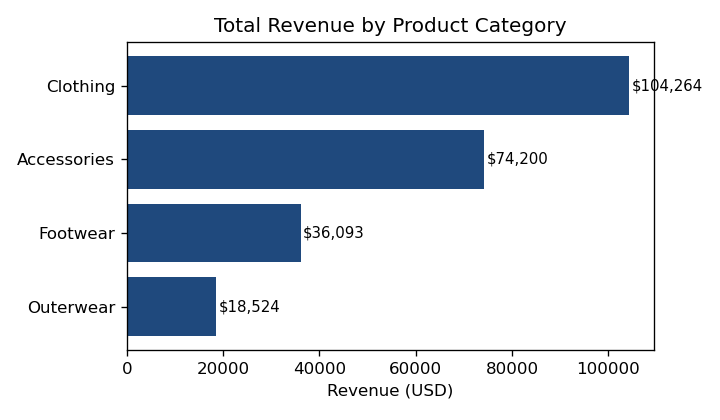 Total Revenue by Product Category
Clothing $104,264
Accessories $74,200
Footwear $36,093
Outerwear $18,524
0 20000 40000 60000 80000 100000
Revenue (USD)